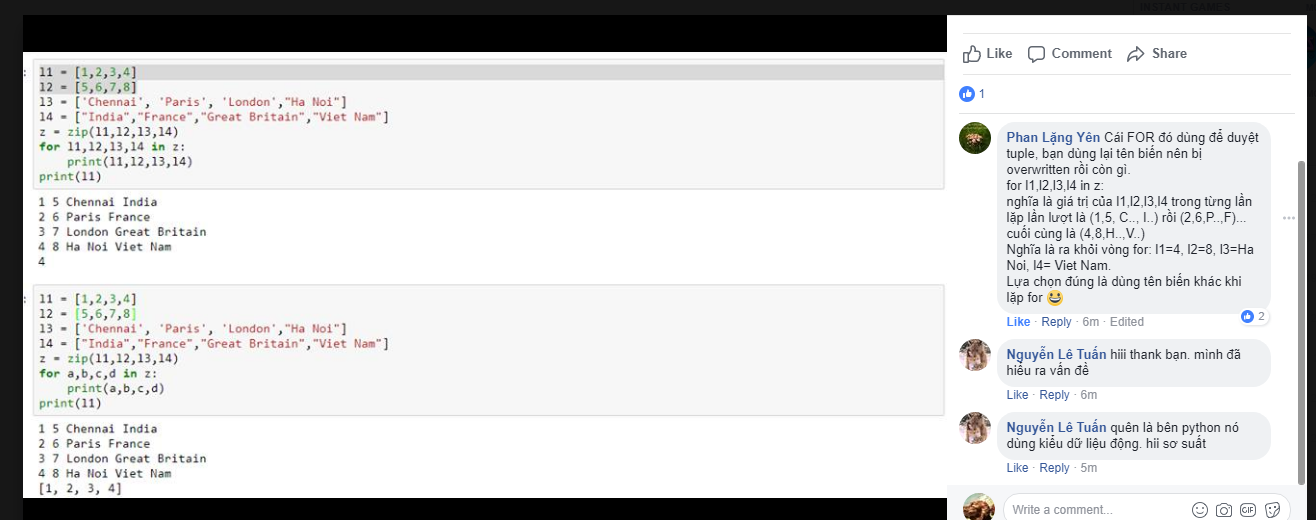 INSTANT GAMES
l1 = [1,2,3,4]
l2 = [5,6,7,8]
l3 = ['Chennai', 'Paris', 'London',"Ha Noi"]
l4 = ["India","France","Great Britain","Viet Nam"]
z = zip(l1,l2,l3,l4)
for l1,l2,l3,l4 in z:
    print(l1,l2,l3,l4)
print(l1)
1 5 Chennai India
2 6 Paris France
3 7 London Great Britain
4 8 Ha Noi Viet Nam
4
l1 = [1,2,3,4]
l2 = [5,6,7,8]
l3 = ['Chennai', 'Paris', 'London',"Ha Noi"]
l4 = ["India","France","Great Britain","Viet Nam"]
z = zip(l1,l2,l3,l4)
for a,b,c,d in z:
    print(a,b,c,d)
print(l1)
1 5 Chennai India
2 6 Paris France
3 7 London Great Britain
4 8 Ha Noi Viet Nam
[1, 2, 3, 4]
Like Comment Share
1
Phan Lặng Yên Cái FOR đó dùng để duyệt
tuple, bạn dùng lại tên biến nên bị
overwritten rồi còn gì.
for l1,l2,l3,l4 in z:
nghĩa là giá trị của l1,l2,l3,l4 trong từng lần
lặp lần lượt là (1,5, C.., I..) rồi (2,6,P..,F)...
cuối cùng là (4,8,H..,V..)
Nghĩa là ra khỏi vòng for: l1=4, l2=8, l3=Ha
Noi, l4= Viet Nam.
Lựa chọn đúng là dùng tên biến khác khi
lặp for 😀
2
Like · Reply · 6m · Edited
Nguyễn Lê Tuấn hiii thank bạn. mình đã
hiểu ra vấn đề
Like · Reply · 6m
Nguyễn Lê Tuấn quên là bên python nó
dùng kiểu dữ liệu động. hii sơ suất
Like · Reply · 5m
Write a comment...
GIF